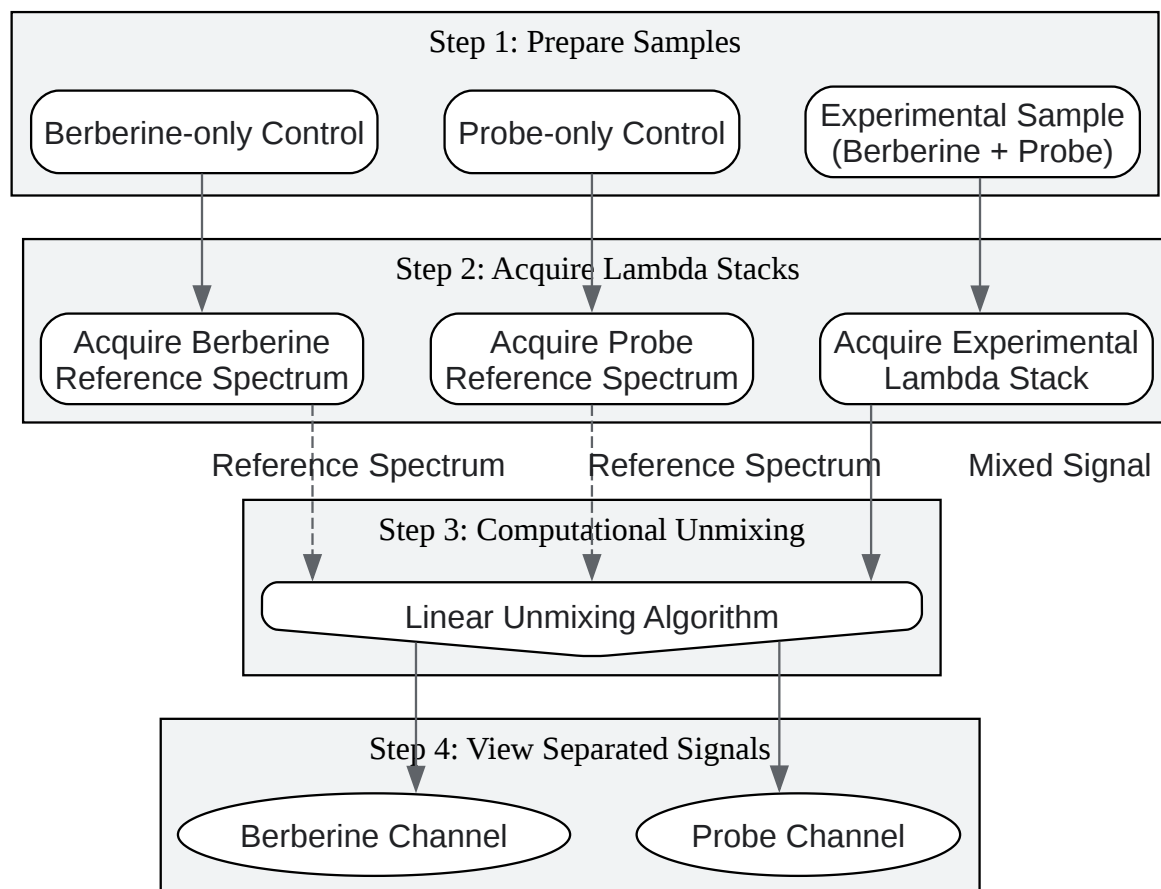 Step 1: Prepare Samples
Berberine-only Control
Probe-only Control
Experimental Sample
(Berberine + Probe)
Step 2: Acquire Lambda Stacks
Acquire Berberine
Reference Spectrum
Acquire Probe
Reference Spectrum
Acquire Experimental
Lambda Stack
Reference Spectrum
Reference Spectrum
Mixed Signal
Step 3: Computational Unmixing
Linear Unmixing Algorithm
Step 4: View Separated Signals
Berberine Channel
Probe Channel